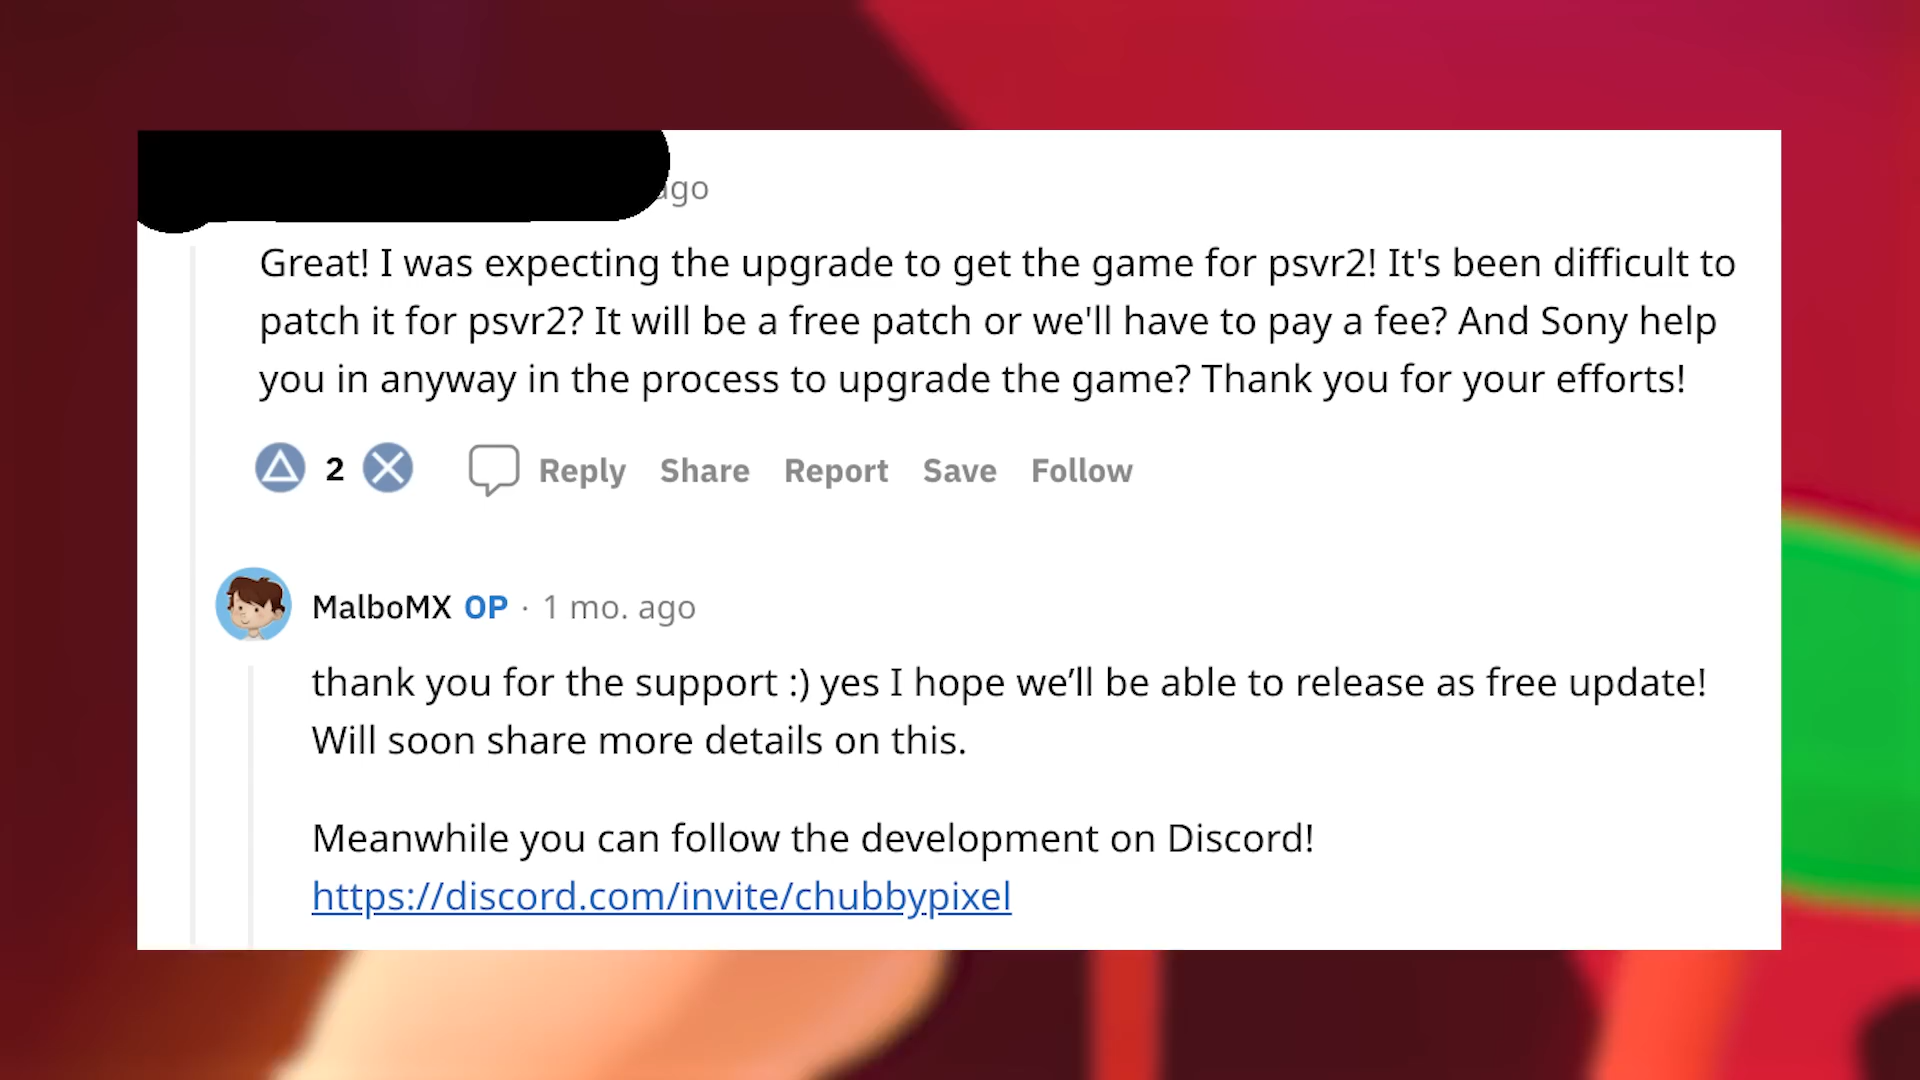 ago
Great! I was expecting the upgrade to get the game for psvr2! It's been difficult to
patch it for psvr2? It will be a free patch or we'll have to pay a fee? And Sony help
you in anyway in the process to upgrade the game? Thank you for your efforts!
2 Reply Share Report Save Follow
MalboMX OP · 1 mo. ago
thank you for the support :) yes I hope we’ll be able to release as free update!
Will soon share more details on this.
Meanwhile you can follow the development on Discord!
https://discord.com/invite/chubbypixel